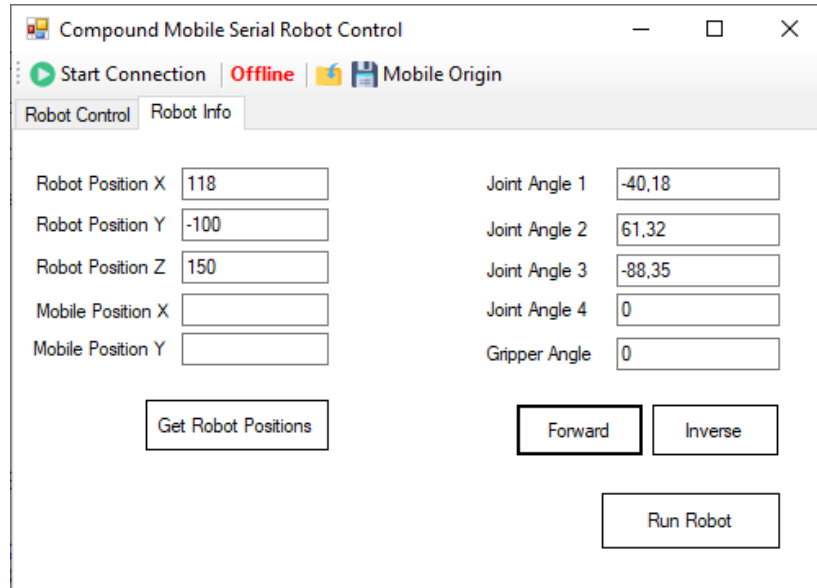 Compound Mobile Serial Robot Control
Start Connection Offline Mobile Origin
Robot Control Robot Info
Robot Position X 118 Joint Angle 1 -40,18
Robot Position Y -100 Joint Angle 2 61,32
Robot Position Z 150 Joint Angle 3 -88,35
Mobile Position X Joint Angle 4 0
Mobile Position Y Gripper Angle 0
Get Robot Positions Forward Inverse
Run Robot